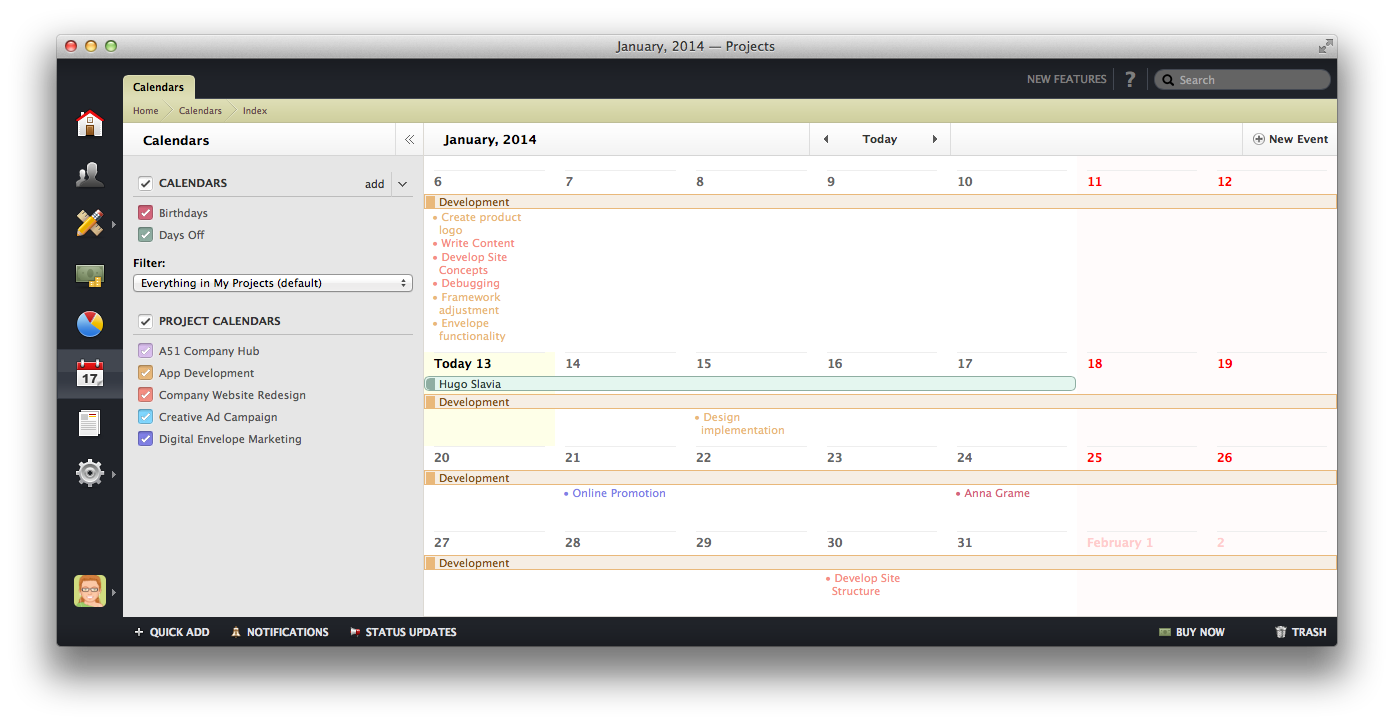 January, 2014 — Projects
Calendars
NEW FEATURES
?
Search
Home
Calendars
Index
Calendars
January, 2014
Today
New Event
CALENDARS
add
Birthdays
Days Off
Filter:
Everything in My Projects (default)
PROJECT CALENDARS
A51 Company Hub
App Development
Company Website Redesign
Creative Ad Campaign
Digital Envelope Marketing
17
6 7 8 9 10 11 12
Development
• Create product
logo
• Write Content
• Develop Site
Concepts
• Debugging
• Framework
adjustment
• Envelope
functionality
Today 13 14 15 16 17 18 19
Hugo Slavia
Development
• Design
implementation
20 21 22 23 24 25 26
Development
• Online Promotion
• Anna Grame
27 28 29 30 31 February 1 2
Development
• Develop Site
Structure
QUICK ADD
NOTIFICATIONS
STATUS UPDATES
BUY NOW
TRASH